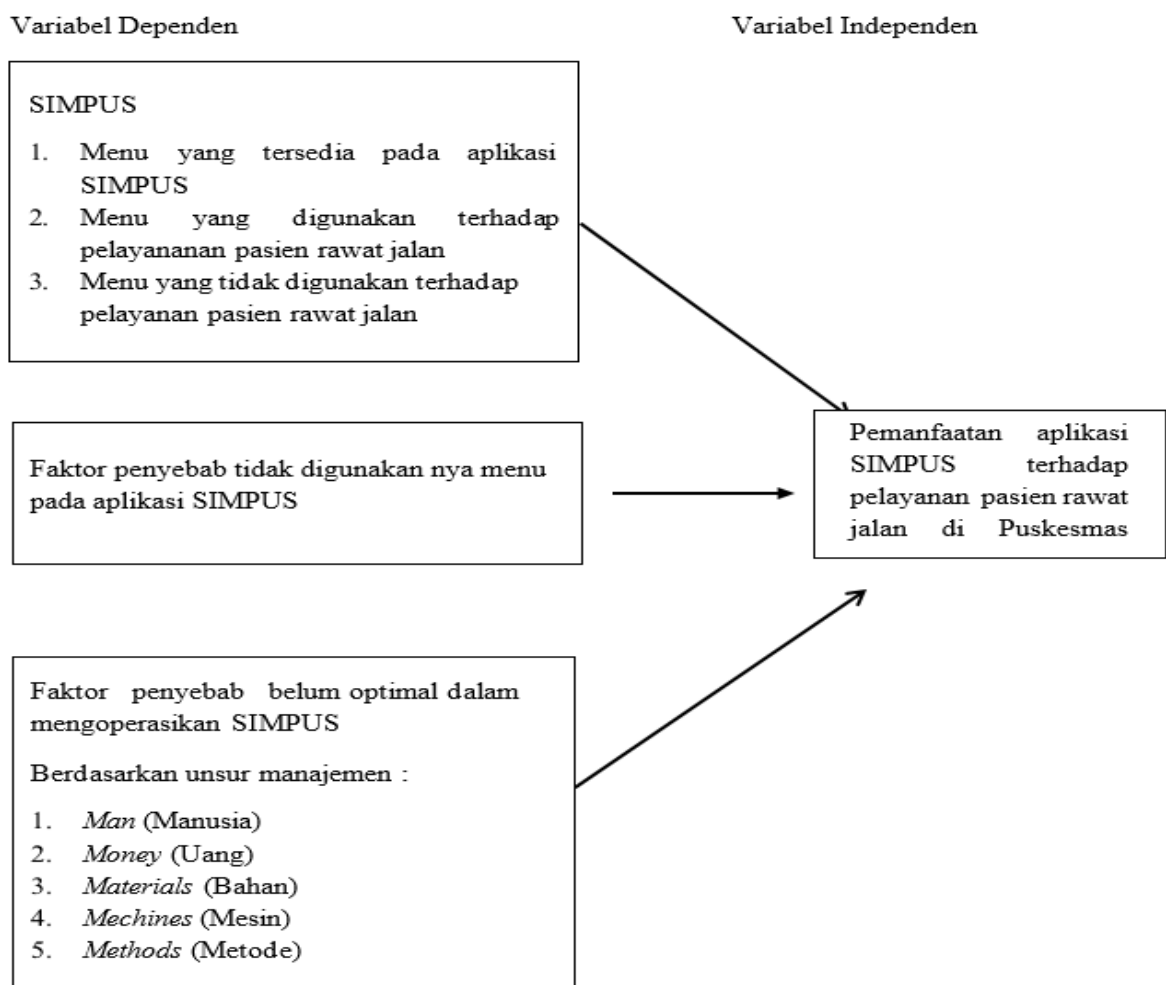 Variabel Dependen
Variabel Independen
SIMPUS
1. Menu yang tersedia pada aplikasi
SIMPUS
2. Menu yang digunakan terhadap
pelayananan pasien rawat jalan
3. Menu yang tidak digunakan terhadap
pelayanan pasien rawat jalan
Faktor penyebab tidak digunakan nya menu
pada aplikasi SIMPUS
Pemanfaatan aplikasi
SIMPUS terhadap
pelayanan pasien rawat
jalan di Puskesmas
Faktor penyebab belum optimal dalam
mengoperasikan SIMPUS
Berdasarkan unsur manajemen :
1. Man (Manusia)
2. Money (Uang)
3. Materials (Bahan)
4. Mechines (Mesin)
5. Methods (Metode)